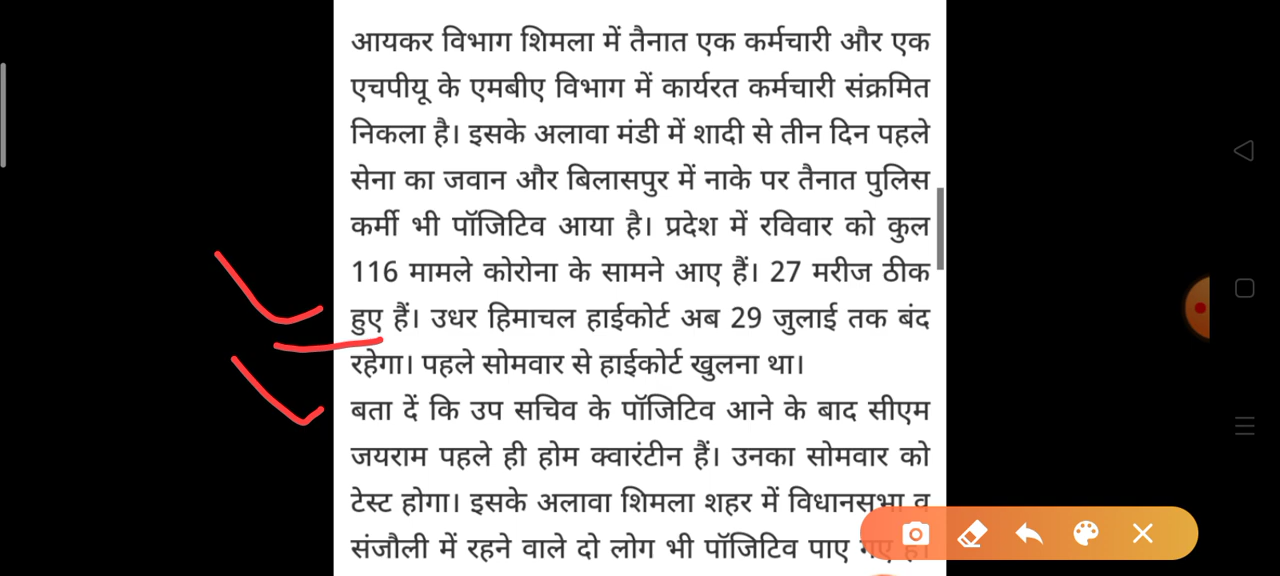 आयकर विभाग शिमला में तैनात एक कर्मचारी और एक
एचपीयू के एमबीए विभाग में कार्यरत कर्मचारी संक्रमित
निकला है। इसके अलावा मंडी में शादी से तीन दिन पहले
सेना का जवान और बिलासपुर में नाके पर तैनात पुलिस
कर्मी भी पॉजिटिव आया है। प्रदेश में रविवार को कुल
116 मामले कोरोना के सामने आए हैं। 27 मरीज ठीक
हुए हैं। उधर हिमाचल हाईकोर्ट अब 29 जुलाई तक बंद
रहेगा। पहले सोमवार से हाईकोर्ट खुलना था।
बता दें कि उप सचिव के पॉजिटिव आने के बाद सीएम
जयराम पहले ही होम क्वारंटीन हैं। उनका सोमवार को
टेस्ट होगा। इसके अलावा शिमला शहर में विधानसभा व
संजौली में रहने वाले दो लोग भी पॉजिटिव पाए गए हैं।